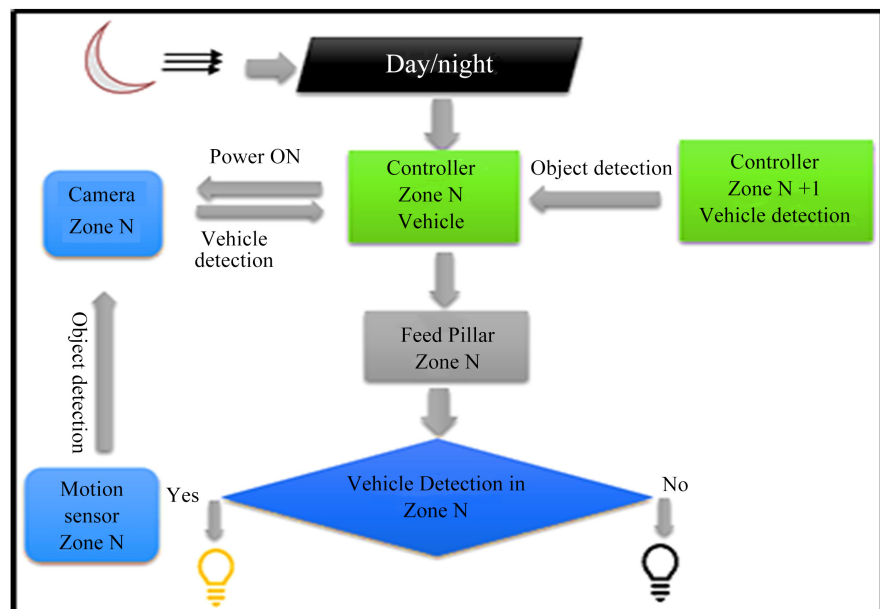 Day/night
Power ON
Controller
Zone N
Vehicle
Object detection
Controller
Zone N +1
Vehicle detection
Camera
Zone N
Vehicle
detection
Object detection
Feed Pillar
Zone N
Motion
sensor
Zone N
Yes
Vehicle Detection in
Zone N
No